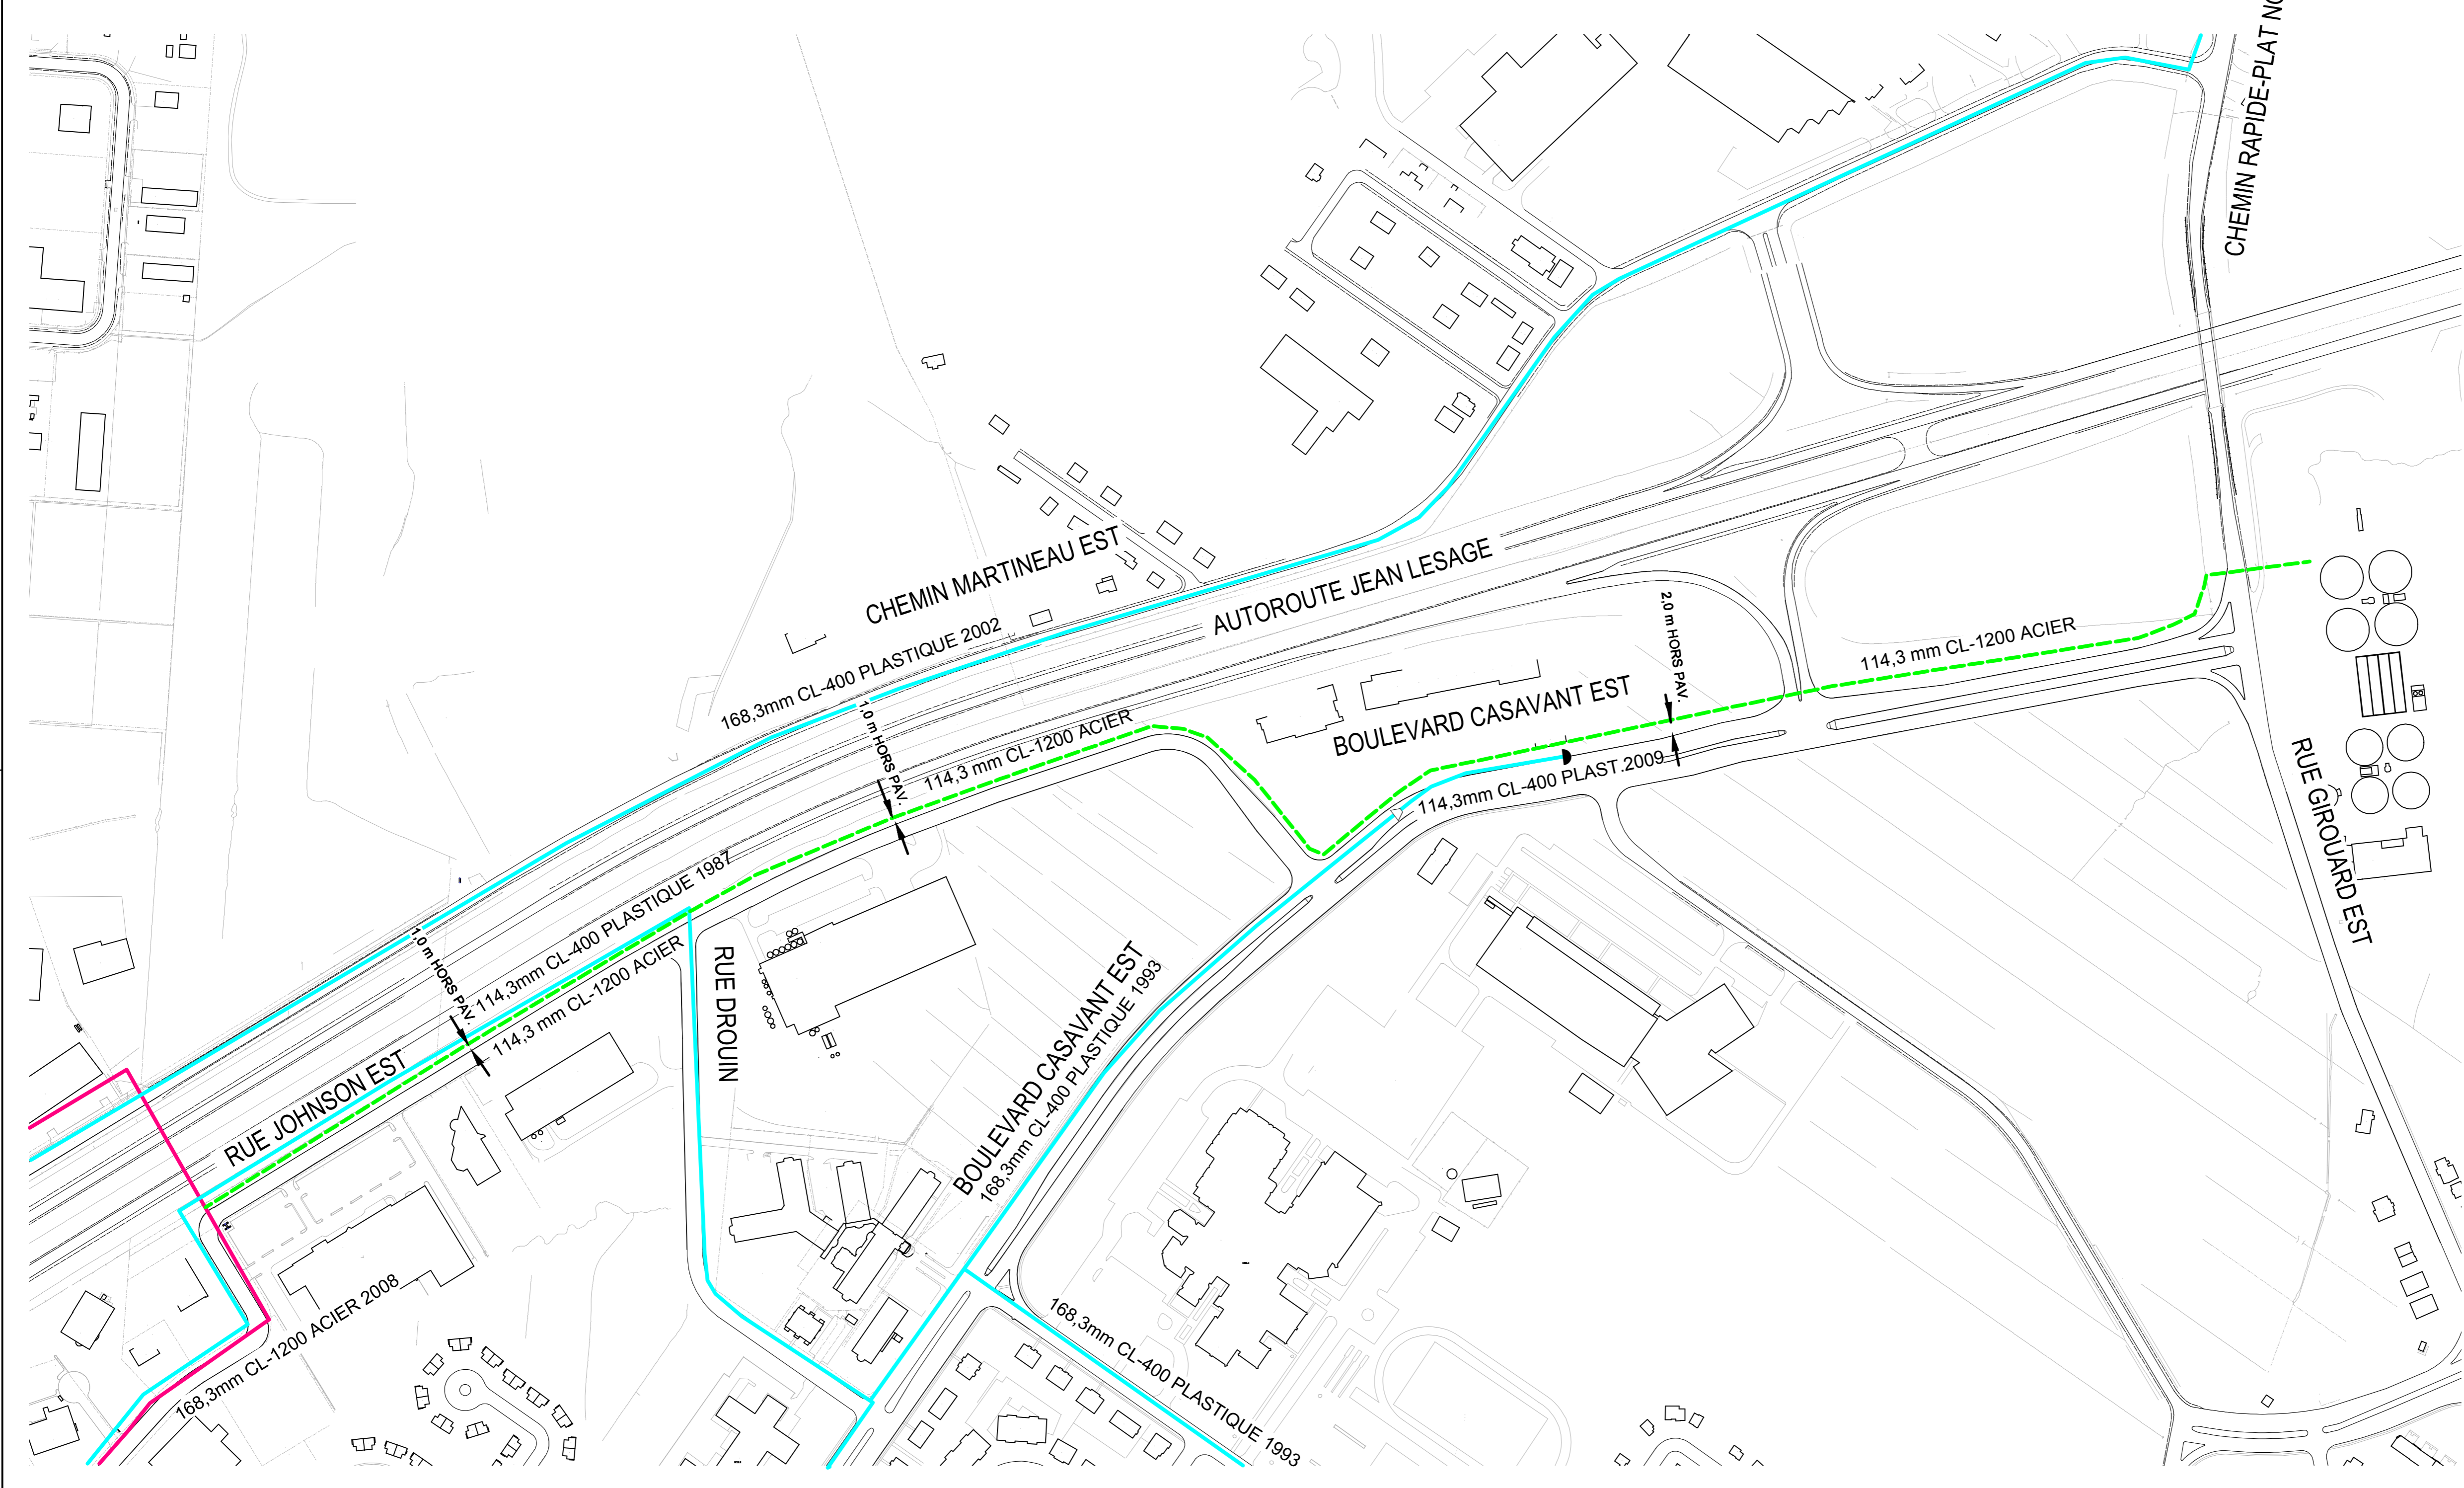 CHEMIN RAPIDE-PLAT
CHEMIN MARTINEAU EST
168,3mm CL-400 PLASTIQUE 2002
AUTOROUTE JEAN LESAGE
2,0 m HORS PAV.
114,3 mm CL-1200 ACIER
1,0 m HORS PAV.
114,3 mm CL-1200 ACIER
BOULEVARD CASAVANT EST
114,3mm CL-400 PLAST.2009
RUE GIROUARD EST
114,3mm CL-400 PLASTIQUE 1987
1,0 m HORS PAV.
114,3 mm CL-1200 ACIER
RUE DROUIN
BOULEVARD CASAVANT EST
168,3mm CL-400 PLASTIQUE 1993
RUE JOHNSON EST
168,3mm CL-1200 ACIER 2008
168,3mm CL-400 PLASTIQUE 1993